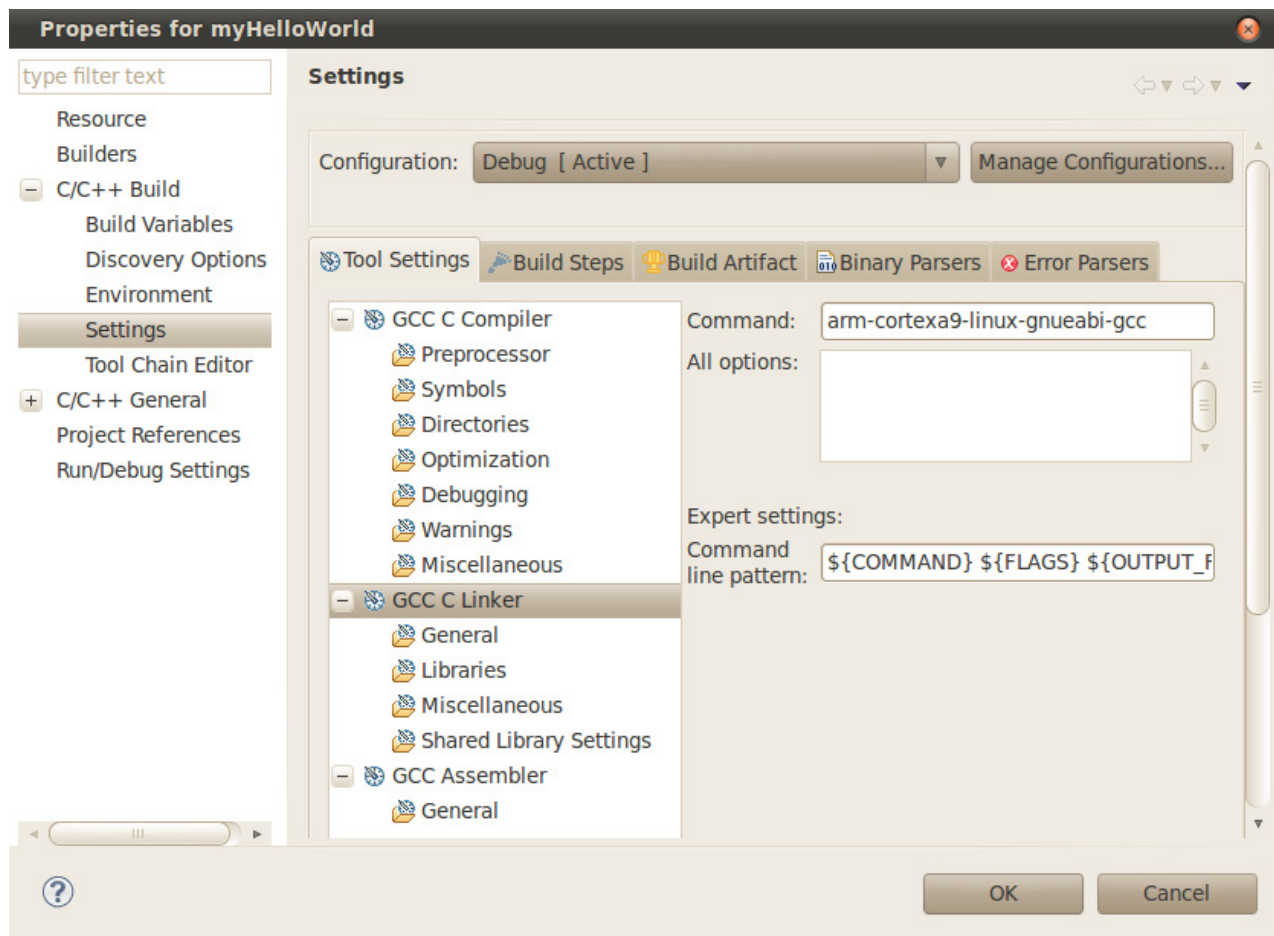 Properties for myHelloWorld
type filter text
Resource
Builders
C/C++ Build
Build Variables
Discovery Options
Environment
Settings
Tool Chain Editor
C/C++ General
Project References
Run/Debug Settings
Settings
Configuration: Debug [ Active ] Manage Configurations...
Tool Settings Build Steps Build Artifact Binary Parsers Error Parsers
GCC C Compiler
Preprocessor
Symbols
Directories
Optimization
Debugging
Warnings
Miscellaneous
GCC C Linker
General
Libraries
Miscellaneous
Shared Library Settings
GCC Assembler
General
Command: arm-cortexa9-linux-gnueabi-gcc
All options:
Expert settings:
Command
line pattern: ${COMMAND} ${FLAGS} ${OUTPUT_F
OK Cancel